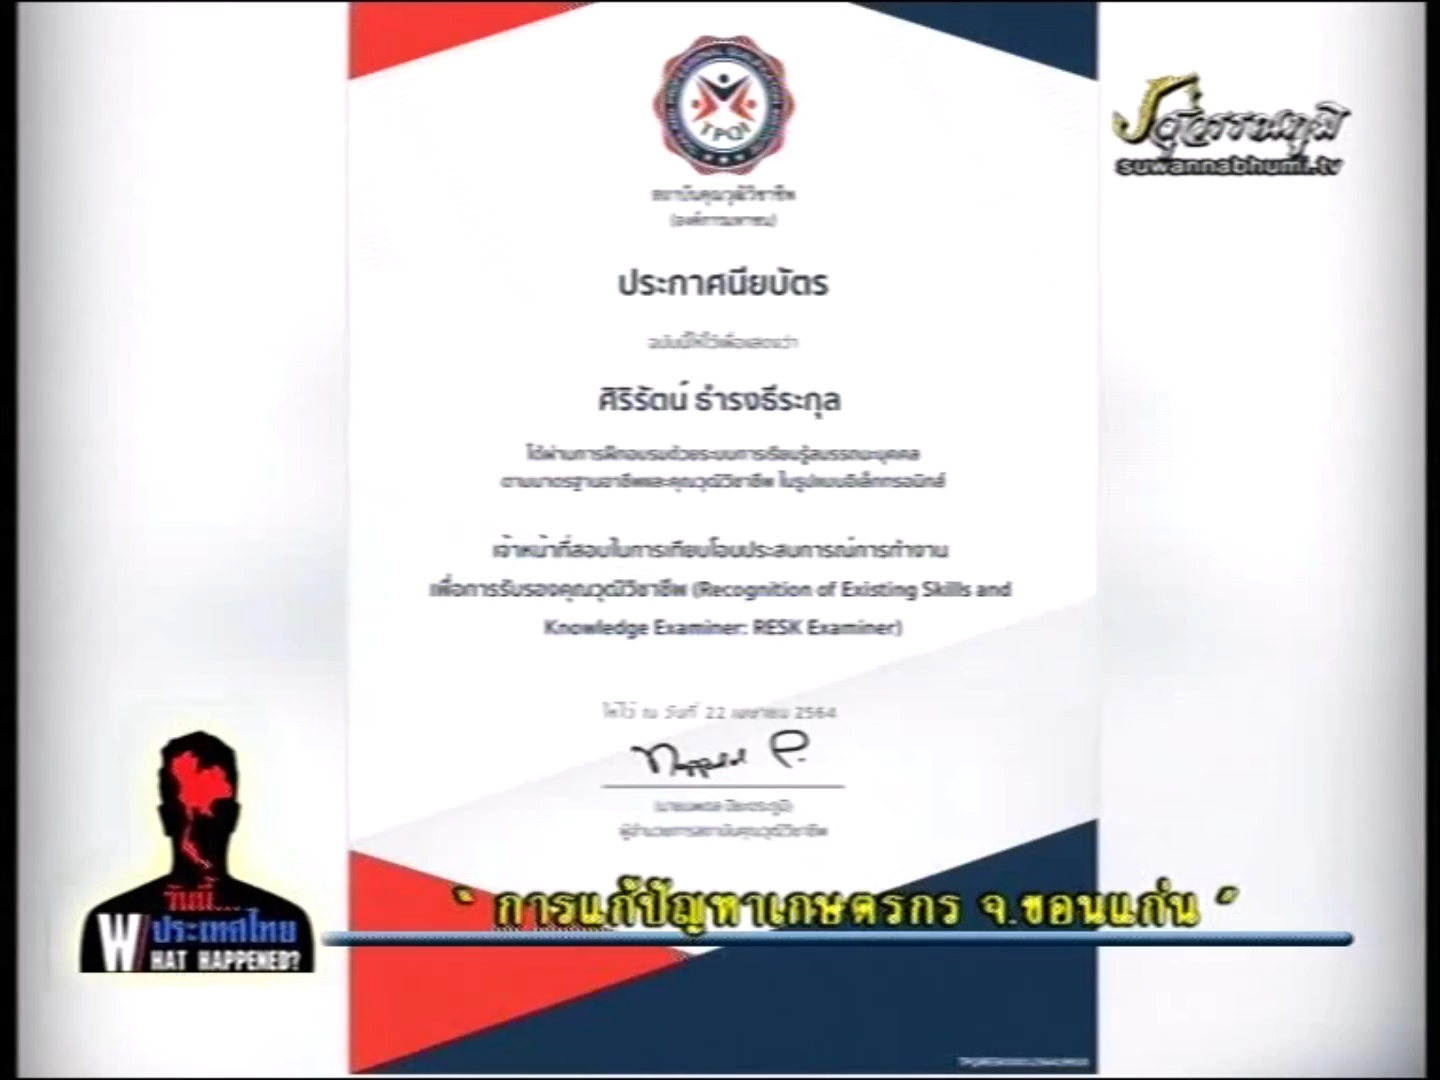 TPQI
สุวรรณภูมิ
suwannabhumi.tv
สถาบันคุณวุฒิวิชาชีพ
(องค์การมหาชน)
ประกาศนียบัตร
ฉบับนี้ให้ไว้เพื่อแสดงว่า
ศิริรัตน์ ธำรงธีระกุล
ได้ผ่านการฝึกอบรมด้วยระบบการเรียนรู้สมรรถนะบุคคล
ตามมาตรฐานอาชีพและคุณวุฒิวิชาชีพ ในรูปแบบอิเล็กทรอนิกส์
เจ้าหน้าที่สอบในการเทียบโอนประสบการณ์การทำงาน
เพื่อการรับรองคุณวุฒิวิชาชีพ (Recognition of Existing Skills and
Knowledge Examiner: RESK Examiner)
ให้ไว้ ณ วันที่ 22 เมษายน 2564
ผู้อำนวยการสถาบันคุณวุฒิวิชาชีพ
" การแก้ปัญหาเกษตรกร จ.ขอนแก่น "
วันนี้...
ประเทศไทย
WHAT HAPPENED?